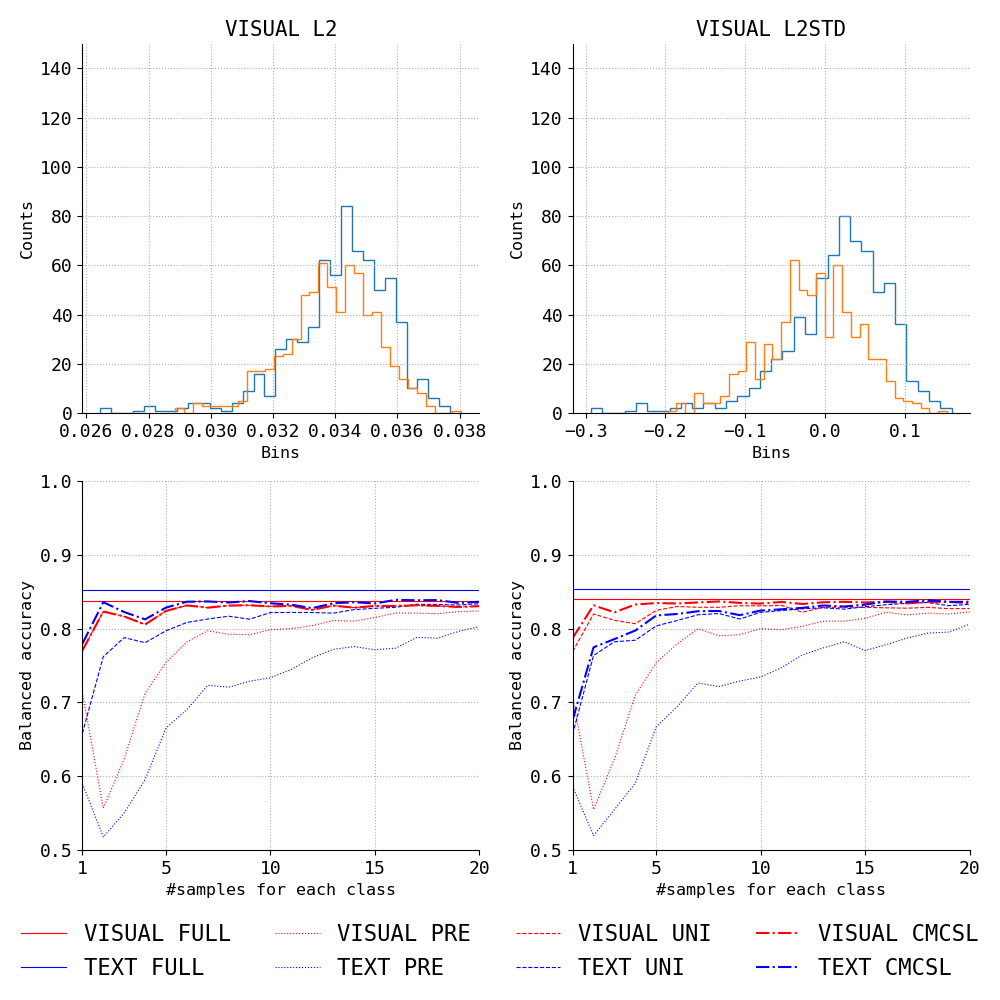 VISUAL L2
VISUAL L2STD
140
120
100
80
60
40
20
0
Counts
0.026 0.028 0.030 0.032 0.034 0.036 0.038
Bins
140
120
100
80
60
40
20
0
Counts
−0.3 −0.2 −0.1 0.0 0.1
Bins
1.0
0.9
0.8
0.7
0.6
0.5
Balanced accuracy
1 5 10 15 20
#samples for each class
1.0
0.9
0.8
0.7
0.6
0.5
Balanced accuracy
1 5 10 15 20
#samples for each class
VISUAL FULL VISUAL PRE VISUAL UNI VISUAL CMCSL
TEXT FULL TEXT PRE TEXT UNI TEXT CMCSL